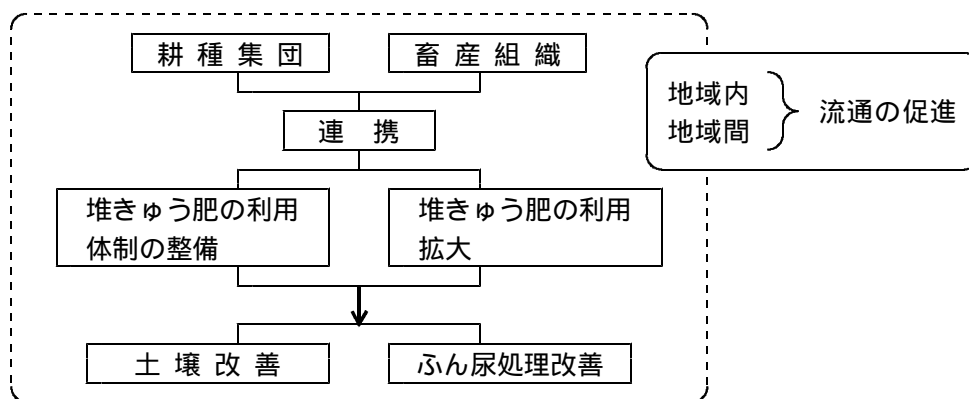 耕種集団
畜産組織
地域内
地域間
流通の促進
連携
堆きゅう肥の利用
体制の整備
堆きゅう肥の利用
拡大
土壌改善
ふん尿処理改善